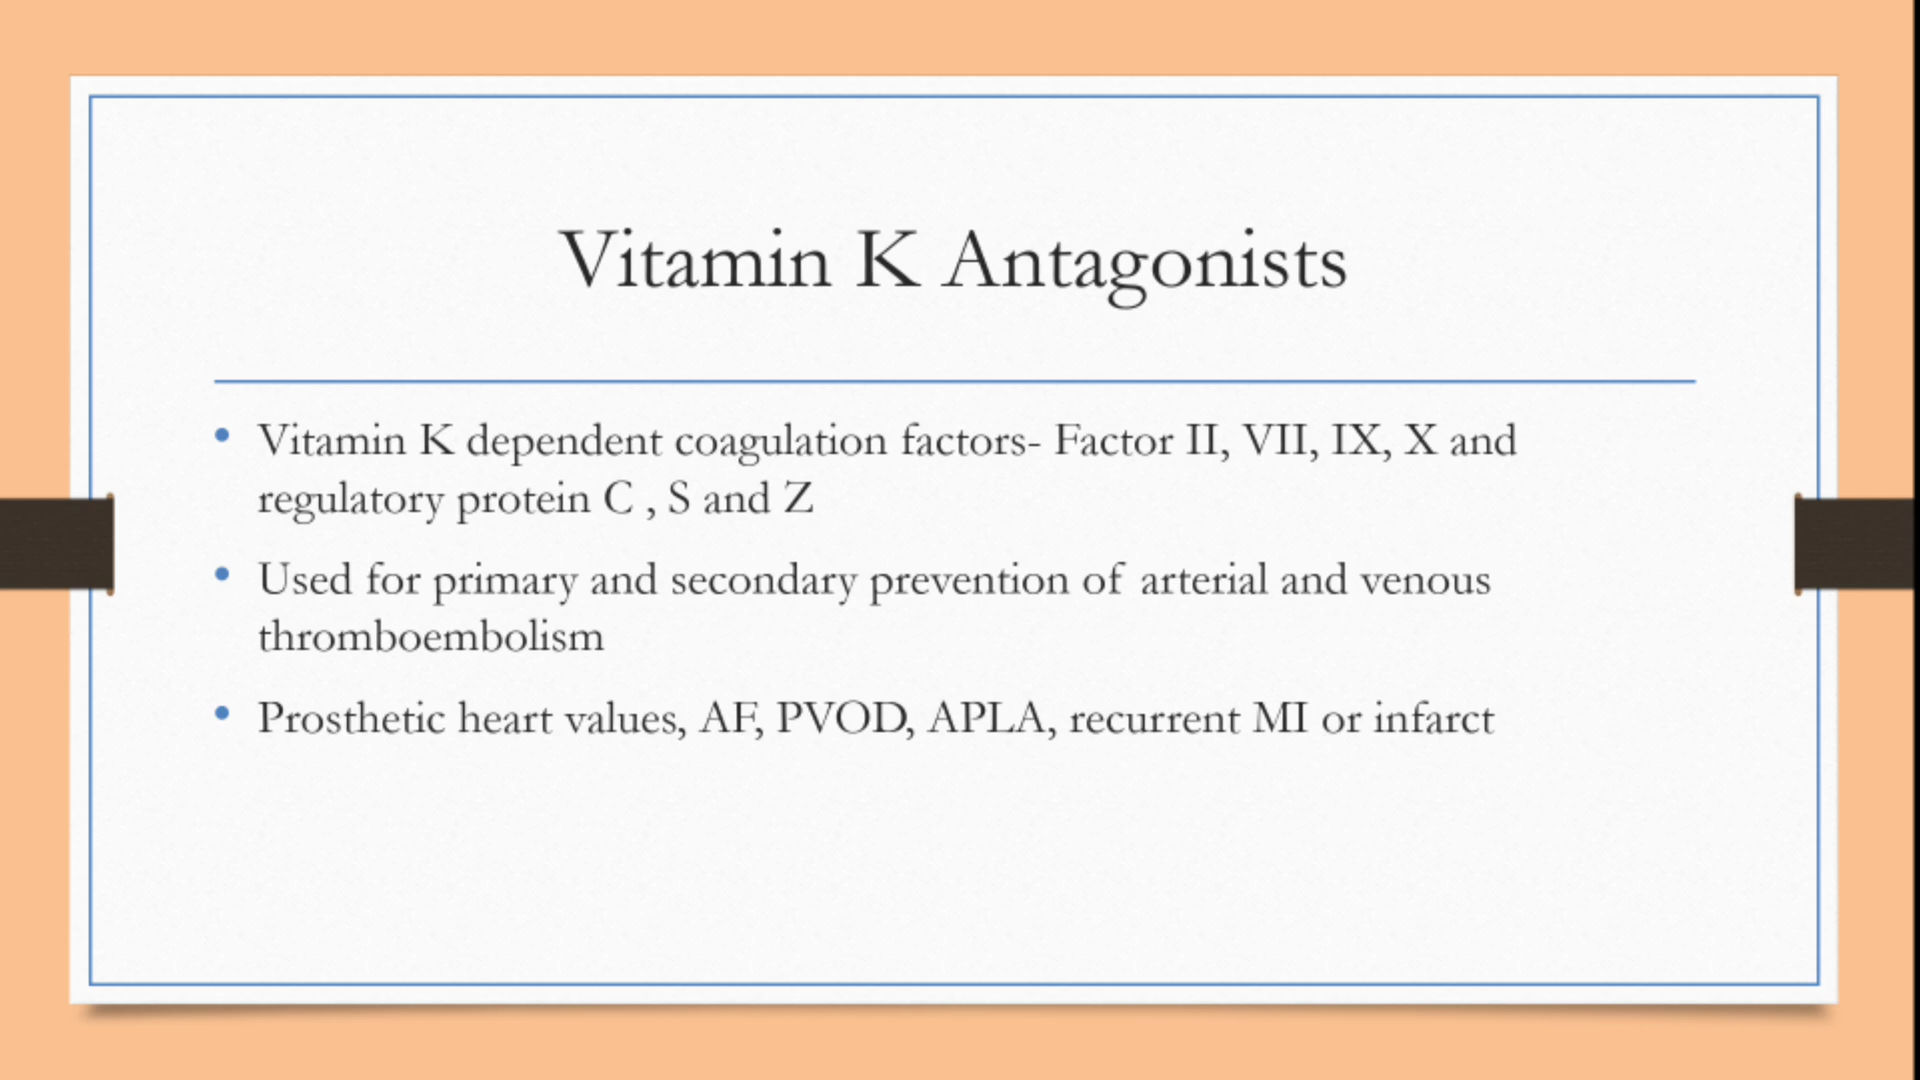 Vitamin K Antagonists
• Vitamin K dependent coagulation factors- Factor II, VII, IX, X and
regulatory protein C , S and Z
• Used for primary and secondary prevention of arterial and venous
thromboembolism
• Prosthetic heart values, AF, PVOD, APLA, recurrent MI or infarct